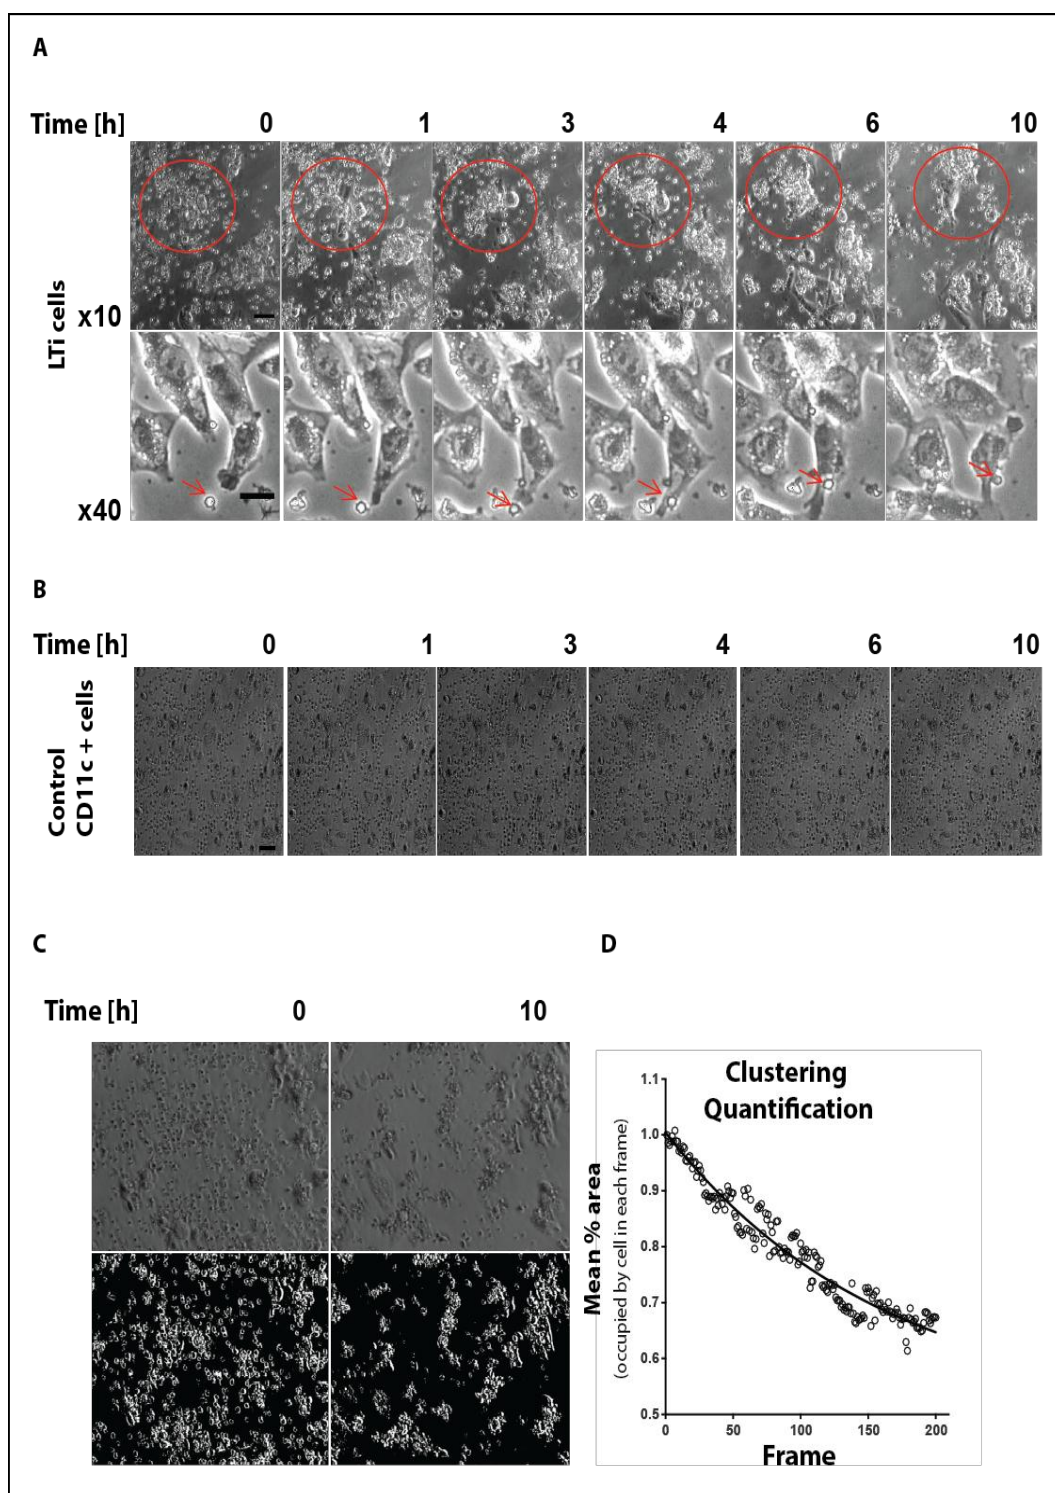 A
Time [h] 0 1 3 4 6 10
LTi cells
x10
x40
B
Time [h] 0 1 3 4 6 10
Control
CD11c + cells
C
Time [h] 0 10
D
Clustering
Quantification
Mean % area
(occupied by cell in each frame)
1.1
1.0
0.9
0.8
0.7
0.6
0.5
0 50 100 150 200
Frame